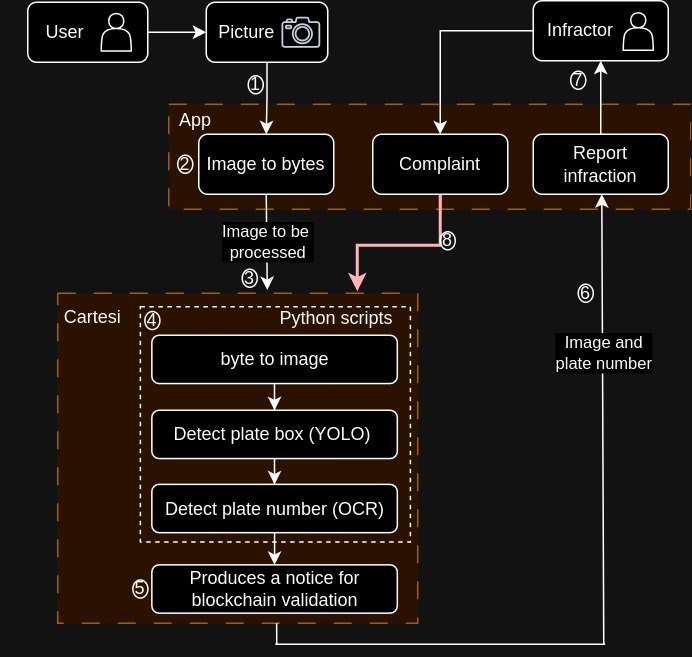 User
Picture
Infractor
①
⑦
App
②
Image to bytes
Complaint
Report
infraction
Image to be
processed
⑧
③
⑥
Cartesi
④
Python scripts
byte to image
Image and
plate number
Detect plate box (YOLO)
Detect plate number (OCR)
⑤
Produces a notice for
blockchain validation